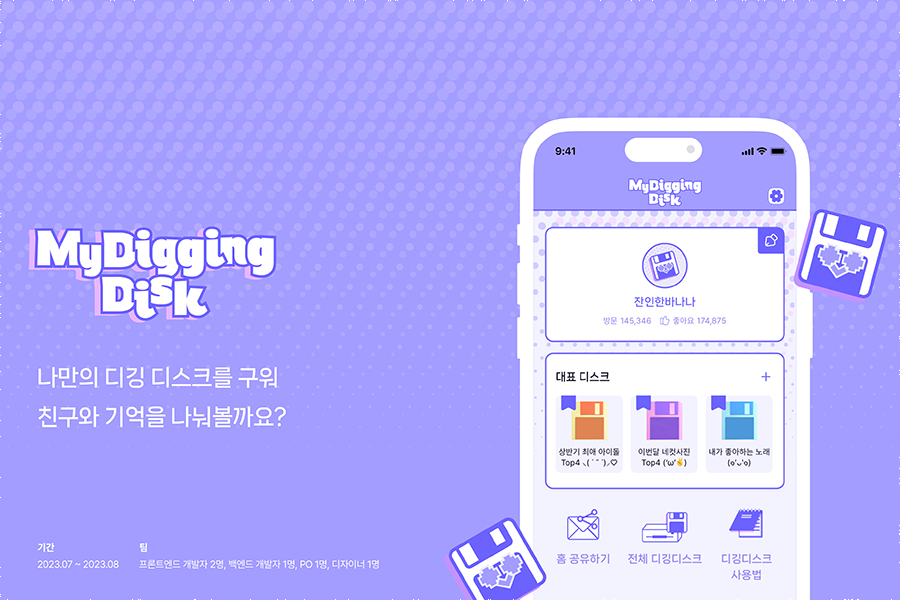 MyDigging
Disk
나만의 디깅 디스크를 구워
친구와 기억을 나눠볼까요?
기간
2023.07 ~ 2023.08
팀
프론트엔드 개발자 2명, 백엔드 개발자 1명, PO 1명, 디자이너 1명
9:41
MyDigging
Disk
잔인한바나나
방문 145,346 좋아요 174,875
대표 디스크 +
상반기 최애 아이돌
Top4 ⸜( ˙ ˘ ˙)⸝♡
이번달 네컷사진
Top4 ('ω'✌)
내가 좋아하는 노래
(o'ᴗ'o)
홈 공유하기
전체 디깅디스크
디깅디스크
사용법